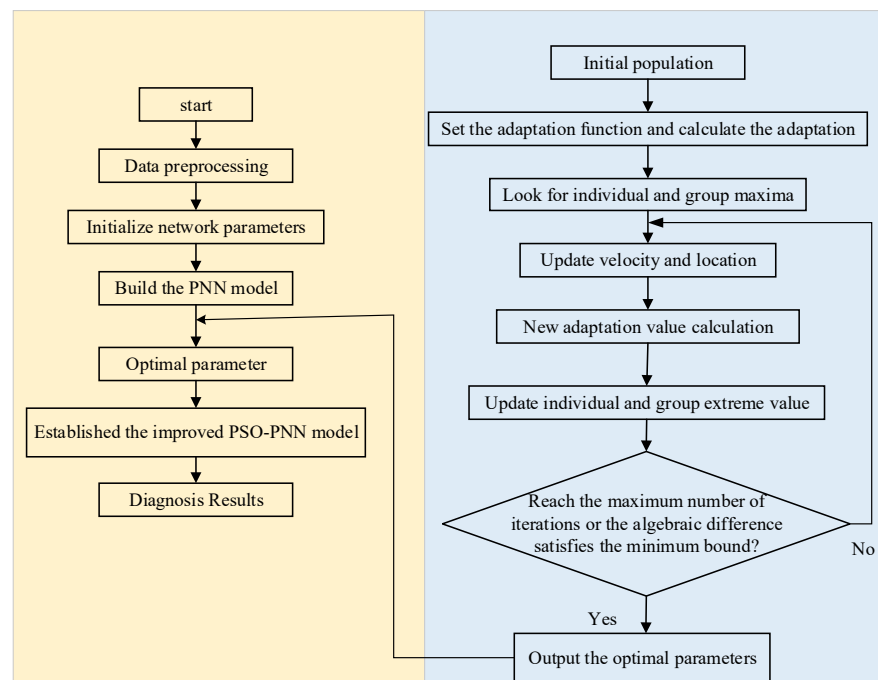 start
Data preprocessing
Initialize network parameters
Build the PNN model
Optimal parameter
Established the improved PSO-PNN model
Diagnosis Results
Initial population
Set the adaptation function and calculate the adaptation
Look for individual and group maxima
Update velocity and location
New adaptation value calculation
Update individual and group extreme value
Reach the maximum number of
iterations or the algebraic difference
satisfies the minimum bound?
No
Yes
Output the optimal parameters